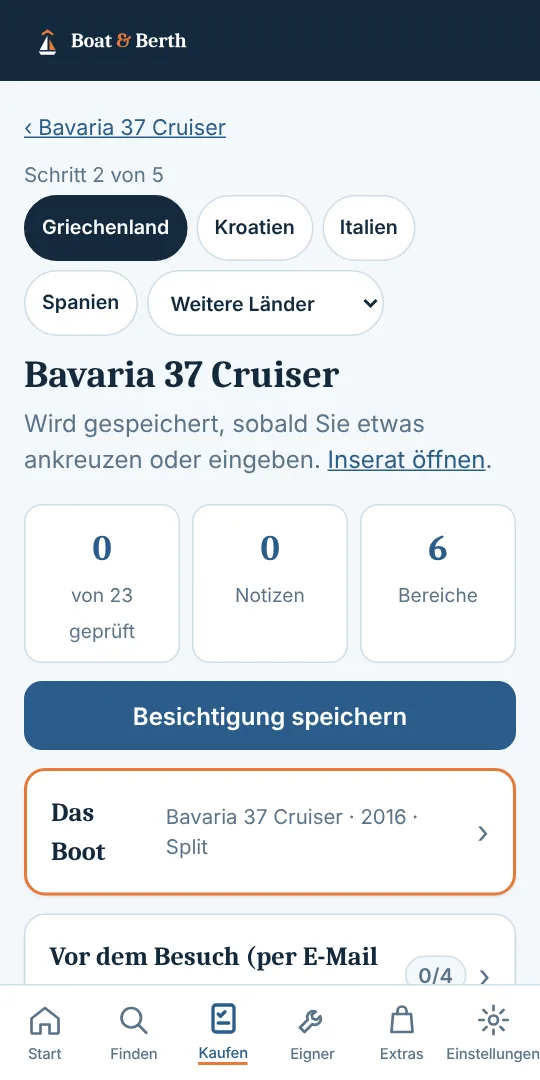 Boat & Berth
‹ Bavaria 37 Cruiser
Schritt 2 von 5
Griechenland
Kroatien
Italien
Spanien
Weitere Länder
Bavaria 37 Cruiser
Wird gespeichert, sobald Sie etwas
ankreuzen oder eingeben. Inserat öffnen.
0
von 23
geprüft
0
Notizen
6
Bereiche
Besichtigung speichern
Das
Boot
Bavaria 37 Cruiser · 2016 ·
Split
Vor dem Besuch (per E-Mail
0/4
Start
Finden
Kaufen
Eigner
Extras
Einstellungen